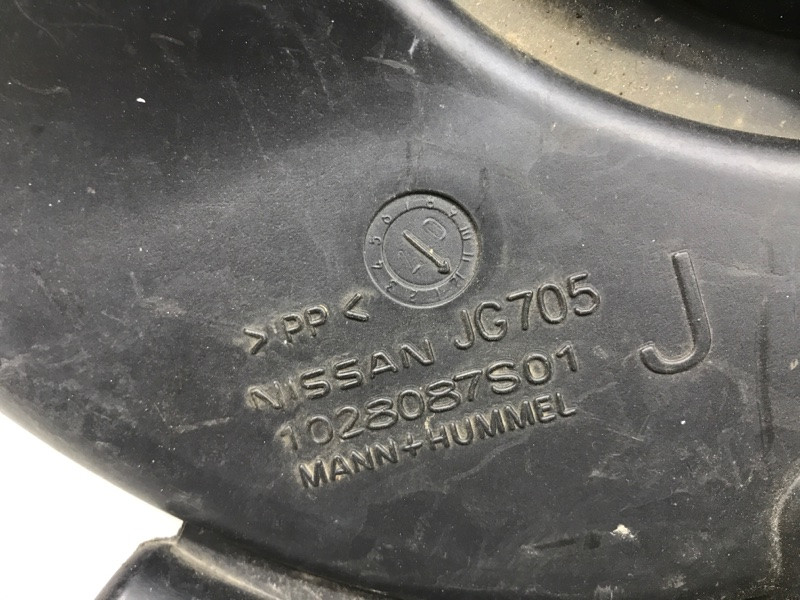 >PP<
NISSAN JG705
1028087S01
MANN+HUMMEL
J